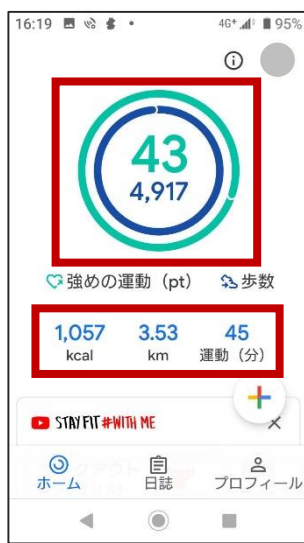 16:19 4G+ 95%
43
4,917
強めの運動（pt） 歩数
1,057 3.53 45
kcal km 運動（分）
STAY FIT #WITH ME
ホーム 日誌 プロフィール